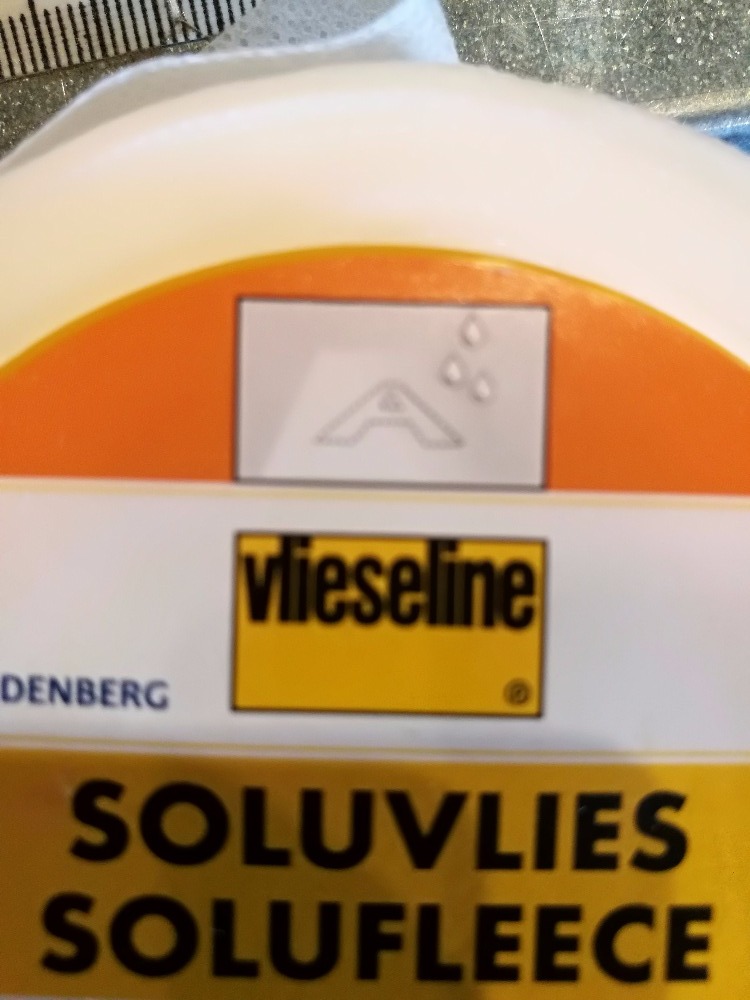 vlieseline
®
DENBERG
SOLUVLIES
SOLUFLEECE